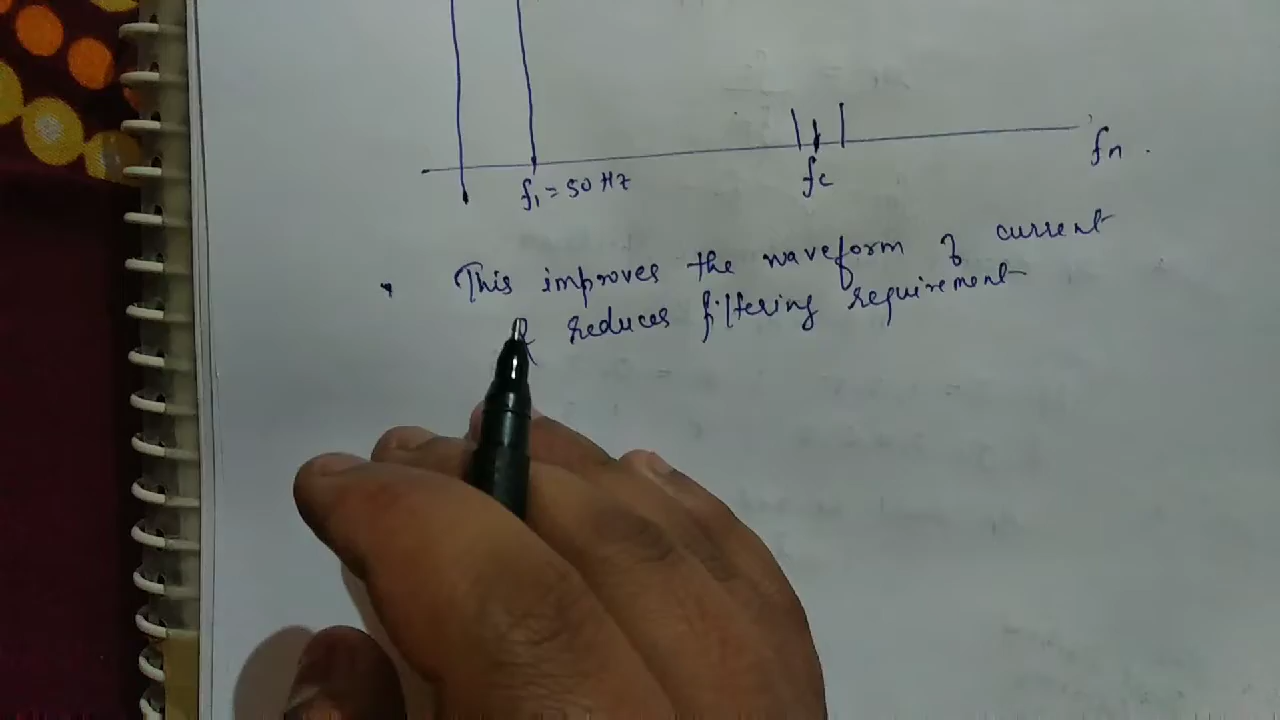 f₁ = 50 Hz
fc
fn
This improves the waveform of current
& reduces filtering requirement